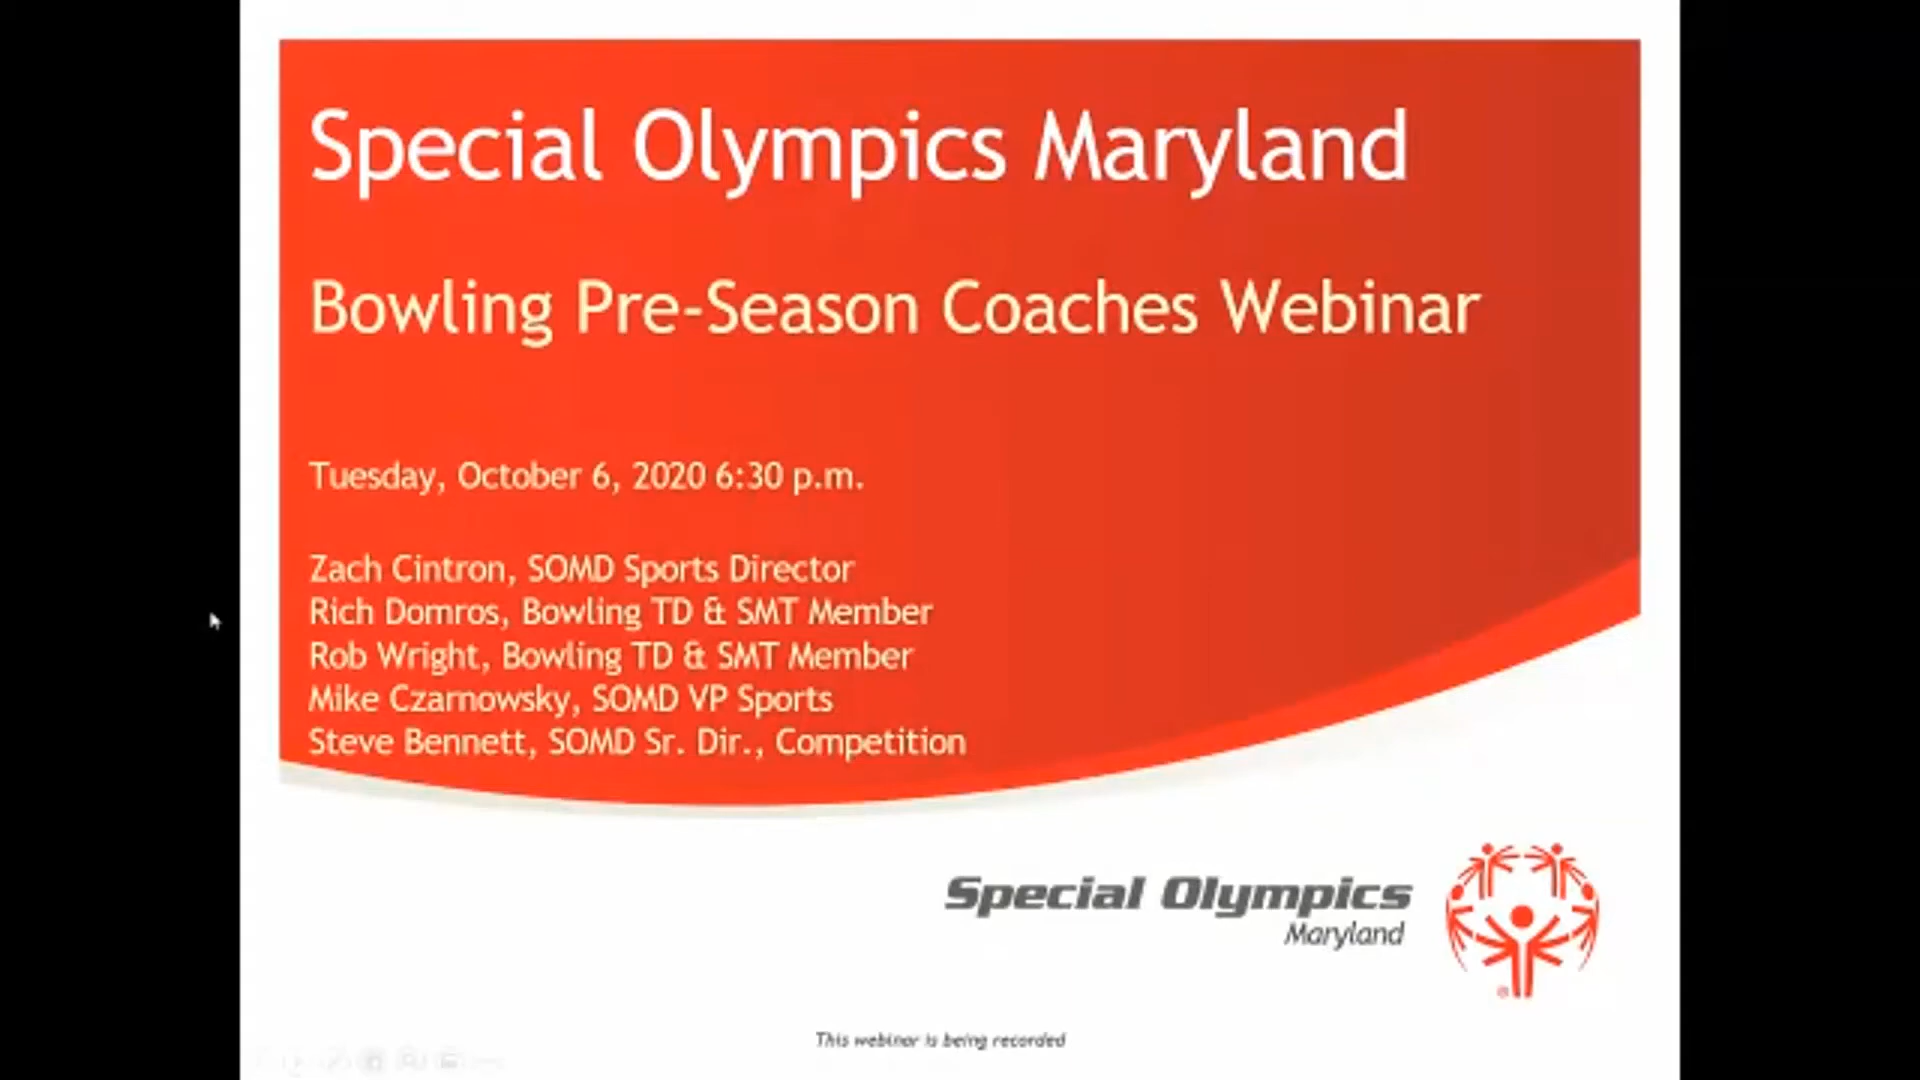 Special Olympics Maryland
Bowling Pre-Season Coaches Webinar
Tuesday, October 6, 2020 6:30 p.m.
Zach Cintron, SOMD Sports Director
Rich Domros, Bowling TD & SMT Member
Rob Wright, Bowling TD & SMT Member
Mike Czarnowsky, SOMD VP Sports
Steve Bennett, SOMD Sr. Dir., Competition
Special Olympics
Maryland
®
This webinar is being recorded